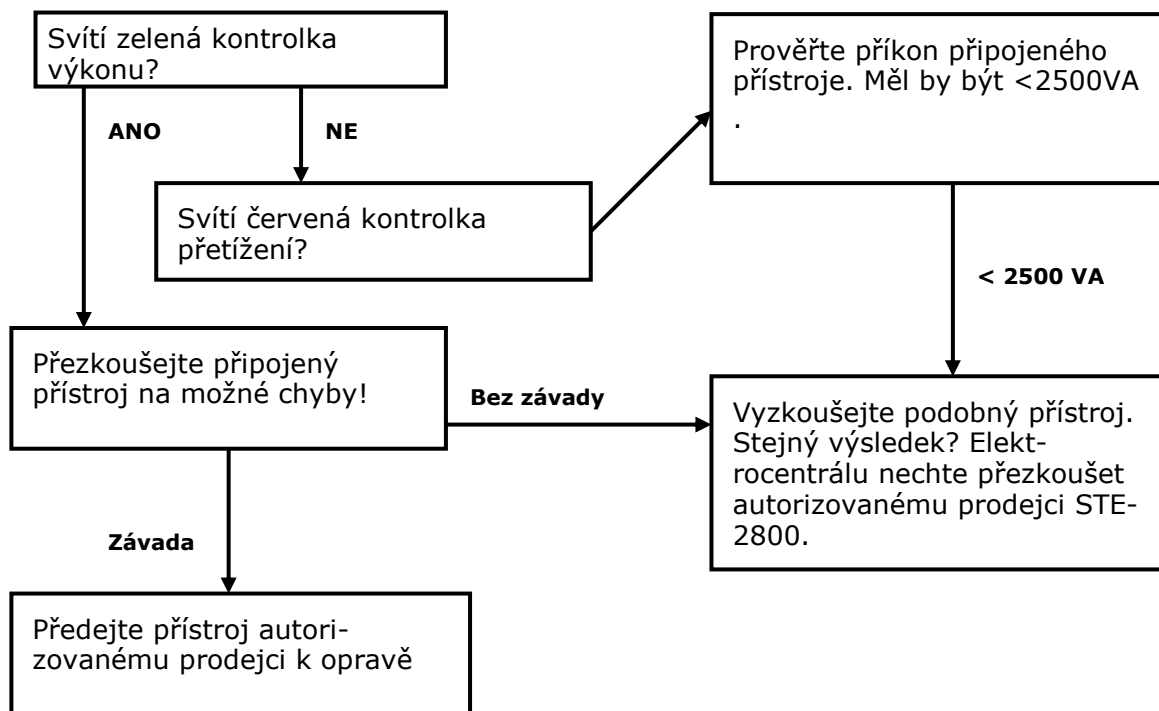 Svítí zelená kontrolka
výkonu?
ANO
NE
Svítí červená kontrolka
přetížení?
Prověřte příkon připojeného
přístroje. Měl by být <2500VA
.
< 2500 VA
Přezkoušejte připojený
přístroj na možné chyby!
Bez závady
Vyzkoušejte podobný přístroj.
Stejný výsledek? Elekt-
rocentrálu nechte přezkoušet
autorizovanému prodejci STE-
2800.
Závada
Předejte přístroj autori-
zovanému prodejci k opravě